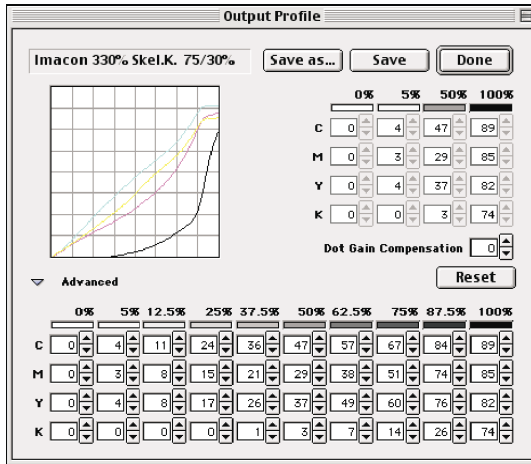 Output Profile
Imacon 330% Skel.K. 75/30%
Save as...
Save
Done
0% 5% 50% 100%
C 0 4 47 89
M 0 3 29 85
Y 0 4 37 82
K 0 0 3 74
Dot Gain Compensation 0
Advanced
Reset
0% 5% 12.5% 25% 37.5% 50% 62.5% 75% 87.5% 100%
C 0 4 11 24 36 47 57 67 84 89
M 0 3 8 15 21 29 38 51 74 85
Y 0 4 8 17 26 37 49 60 76 82
K 0 0 0 0 1 3 7 14 26 74